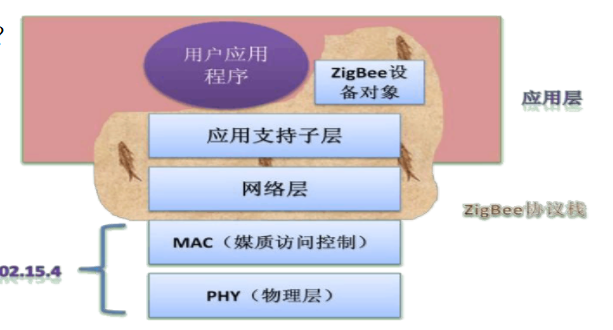 ?
用户应用
程序
ZigBee设
备对象
应用层
应用支持子层
网络层
ZigBee协议栈
MAC（媒质访问控制）
02.15.4
PHY（物理层）